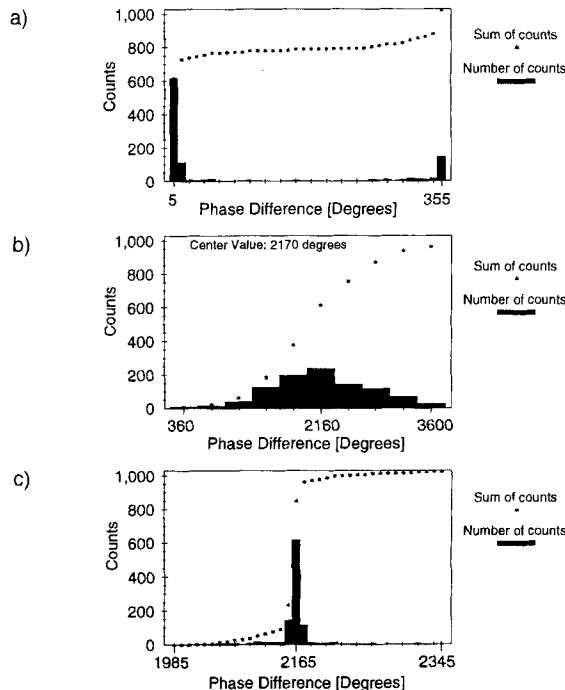 a)
1,000
800
600
400
200
0
Counts
5
355
Phase Difference [Degrees]
Sum of counts
Number of counts
b)
Center Value: 2170 degrees
1,000
800
600
400
200
0
Counts
360
2160
3600
Phase Difference [Degrees]
Sum of counts
Number of counts
c)
1,000
800
600
400
200
0
Counts
1985
2165
2345
Phase Difference [Degrees]
Sum of counts
Number of counts